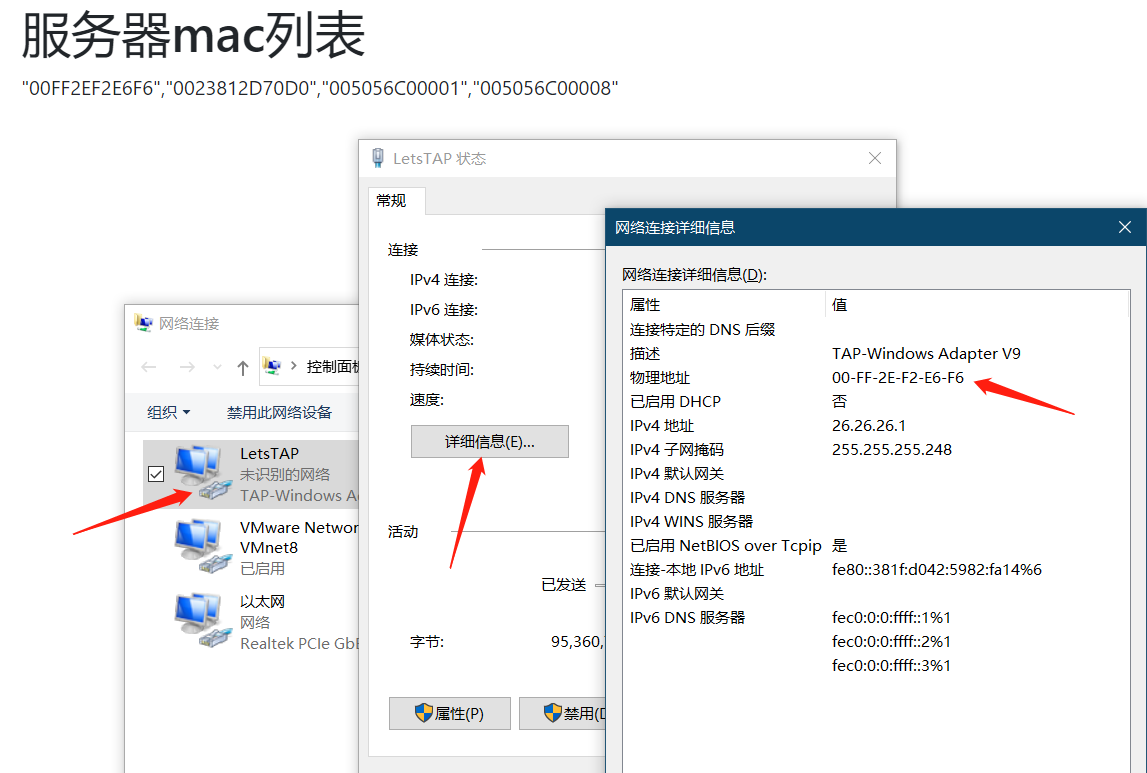 服务器mac列表
"00FF2EF2E6F6","0023812D70D0","005056C00001","005056C00008"
LetsTAP 状态
常规
连接
IPv4 连接:
IPv6 连接:
媒体状态:
持续时间:
速度:
详细信息(E)...
活动
已发送
字节:
95,360,
属性(P)
禁用(D
网络连接
控制面板
组织
禁用此网络设备
LetsTAP
未识别的网络
TAP-Windows Ad
VMware Networ
VMnet8
已启用
以太网
网络
Realtek PCIe GbE
网络连接详细信息
网络连接详细信息(D):
属性 值
连接特定的 DNS 后缀
描述 TAP-Windows Adapter V9
物理地址 00-FF-2E-F2-E6-F6
已启用 DHCP 否
IPv4 地址 26.26.26.1
IPv4 子网掩码 255.255.255.248
IPv4 默认网关
IPv4 DNS 服务器
IPv4 WINS 服务器
已启用 NetBIOS over Tcpip 是
连接-本地 IPv6 地址 fe80::381f:d042:5982:fa14%6
IPv6 默认网关
IPv6 DNS 服务器 fec0:0:0:ffff::1%1
fec0:0:0:ffff::2%1
fec0:0:0:ffff::3%1